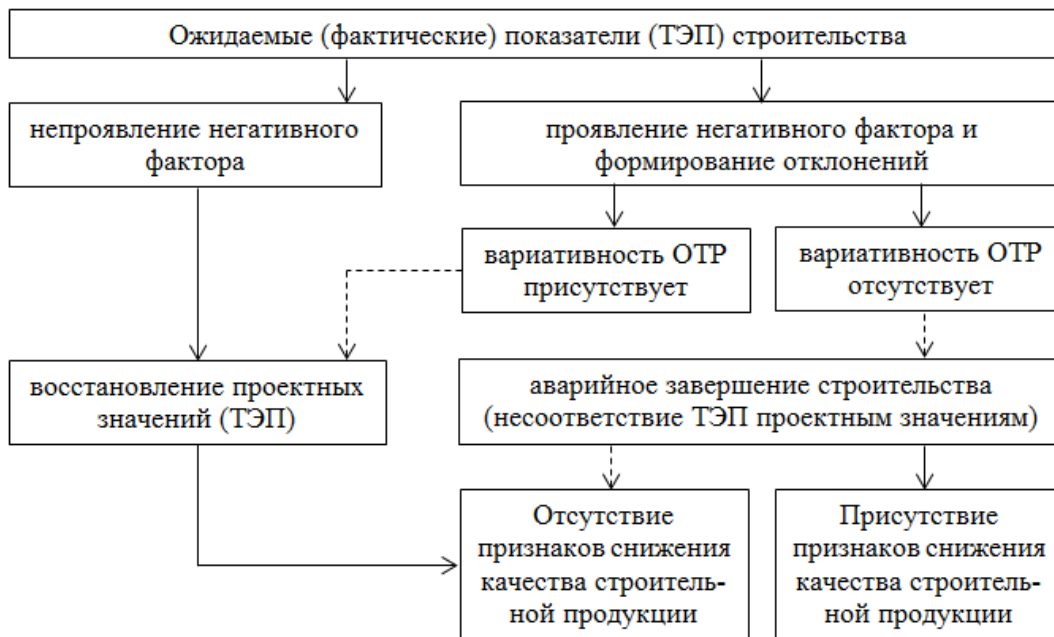 Ожидаемые (фактические) показатели (ТЭП) строительства
непроявление негативного
фактора
проявление негативного фактора и
формирование отклонений
вариативность ОТР
присутствует
вариативность ОТР
отсутствует
восстановление проектных
значений (ТЭП)
аварийное завершение строительства
(несоответствие ТЭП проектным значениям)
Отсутствие
признаков снижения
качества строитель-
ной продукции
Присутствие
признаков снижения
качества строитель-
ной продукции